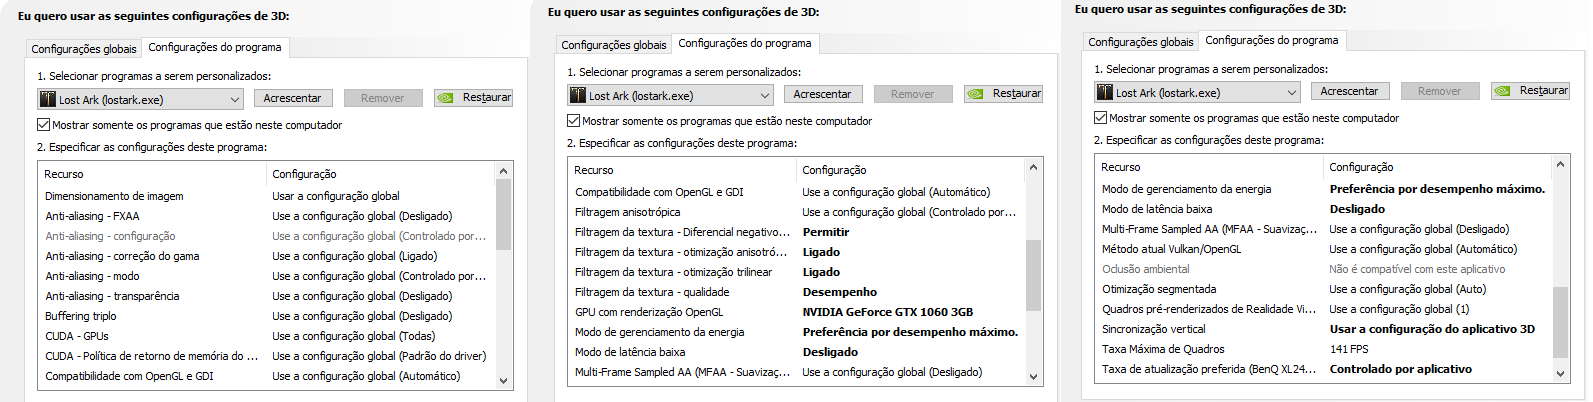 Eu quero usar as seguintes configurações de 3D:
Configurações globais
Configurações do programa
1. Selecionar programas a serem personalizados:
Lost Ark (lostark.exe)
Acrescentar
Remover
Restaurar
Mostrar somente os programas que estão neste computador
2. Especificar as configurações deste programa:
Recurso Configuração
Dimensionamento de imagem Usar a configuração global
Anti-aliasing - FXAA Use a configuração global (Desligado)
Anti-aliasing - configuração Use a configuração global (Controlado por...
Anti-aliasing - correção do gama Use a configuração global (Ligado)
Anti-aliasing - modo Use a configuração global (Controlado por...
Anti-aliasing - transparência Use a configuração global (Desligado)
Buffering triplo Use a configuração global (Desligado)
CUDA - GPUs Use a configuração global (Todas)
CUDA - Política de retorno de memória do ... Use a configuração global (Padrão do driver)
Compatibilidade com OpenGL e GDI Use a configuração global (Automático)
Eu quero usar as seguintes configurações de 3D:
Configurações globais
Configurações do programa
1. Selecionar programas a serem personalizados:
Lost Ark (lostark.exe)
Acrescentar
Remover
Restaurar
Mostrar somente os programas que estão neste computador
2. Especificar as configurações deste programa:
Recurso Configuração
Compatibilidade com OpenGL e GDI Use a configuração global (Automático)
Filtragem anisotrópica Use a configuração global (Controlado por...
Filtragem da textura - Diferencial negativo... Permitir
Filtragem da textura - otimização anisotró... Ligado
Filtragem da textura - otimização trilinear Ligado
Filtragem da textura - qualidade Desempenho
GPU com renderização OpenGL NVIDIA GeForce GTX 1060 3GB
Modo de gerenciamento da energia Preferência por desempenho máximo.
Modo de latência baixa Desligado
Multi-Frame Sampled AA (MFAA - Suavizaç... Use a configuração global (Desligado)
Eu quero usar as seguintes configurações de 3D:
Configurações globais
Configurações do programa
1. Selecionar programas a serem personalizados:
Lost Ark (lostark.exe)
Acrescentar
Remover
Restaurar
Mostrar somente os programas que estão neste computador
2. Especificar as configurações deste programa:
Recurso Configuração
Modo de gerenciamento da energia Preferência por desempenho máximo.
Modo de latência baixa Desligado
Multi-Frame Sampled AA (MFAA - Suavizaç... Use a configuração global (Desligado)
Método atual Vulkan/OpenGL Use a configuração global (Automático)
Oclusão ambiental Não é compatível com este aplicativo
Otimização segmentada Use a configuração global (Auto)
Quadros pré-renderizados de Realidade Vi... Use a configuração global (1)
Sincronização vertical Usar a configuração do aplicativo 3D
Taxa Máxima de Quadros 141 FPS
Taxa de atualização preferida (BenQ XL24... Controlado por aplicativo